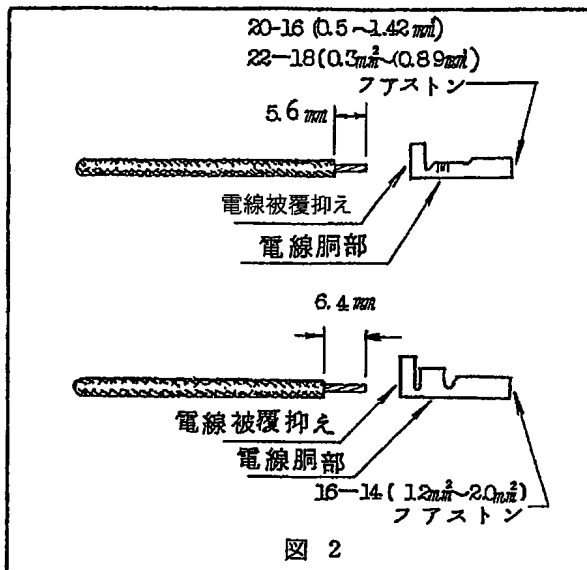 20-16 (0.5~1.42㎟)
22-18(0.3mm²~(0.89㎟)
フアストン
5.6 ㎜
電線被覆抑え
電線胴部
6.4 ㎜
電線被覆抑え
電線胴部
16-14( 1.2mm²~2.0mm²)
フアストン
図 2